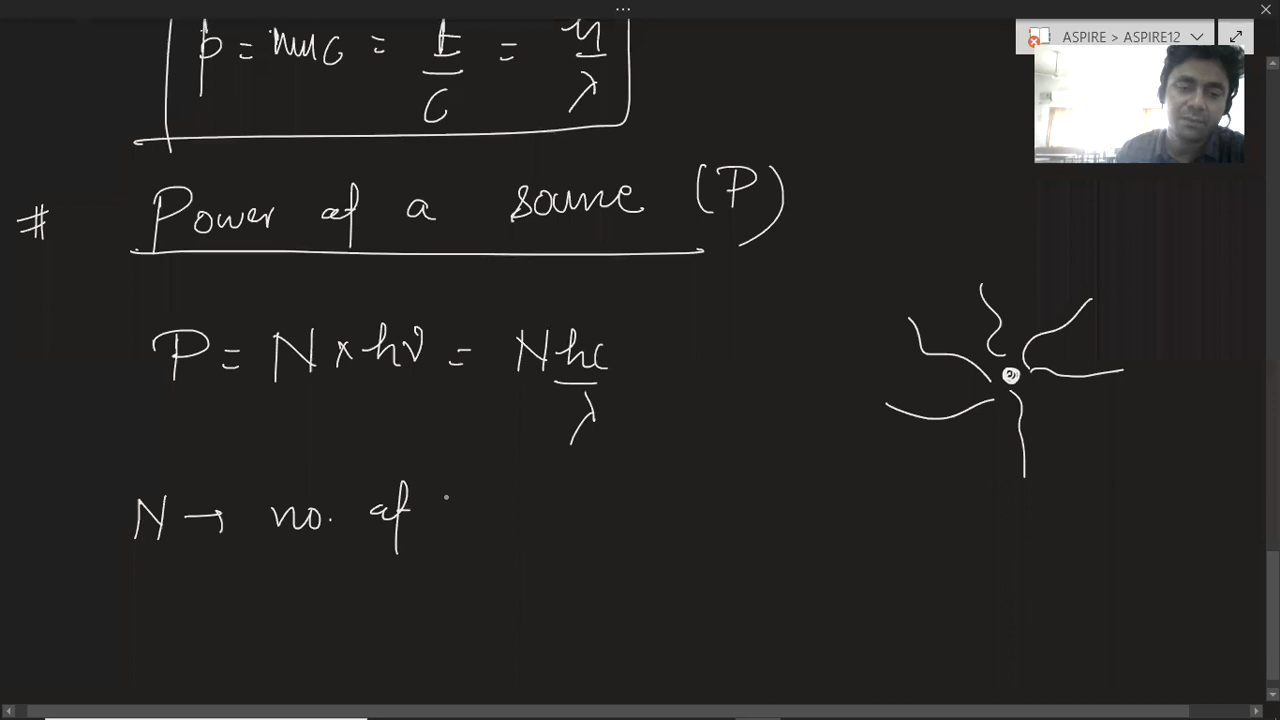 ASPIRE > ASPIRE12
p = mc = E/C = h/λ
# Power of a source (P)
P = N × hν = Nhc/λ
N → no. of